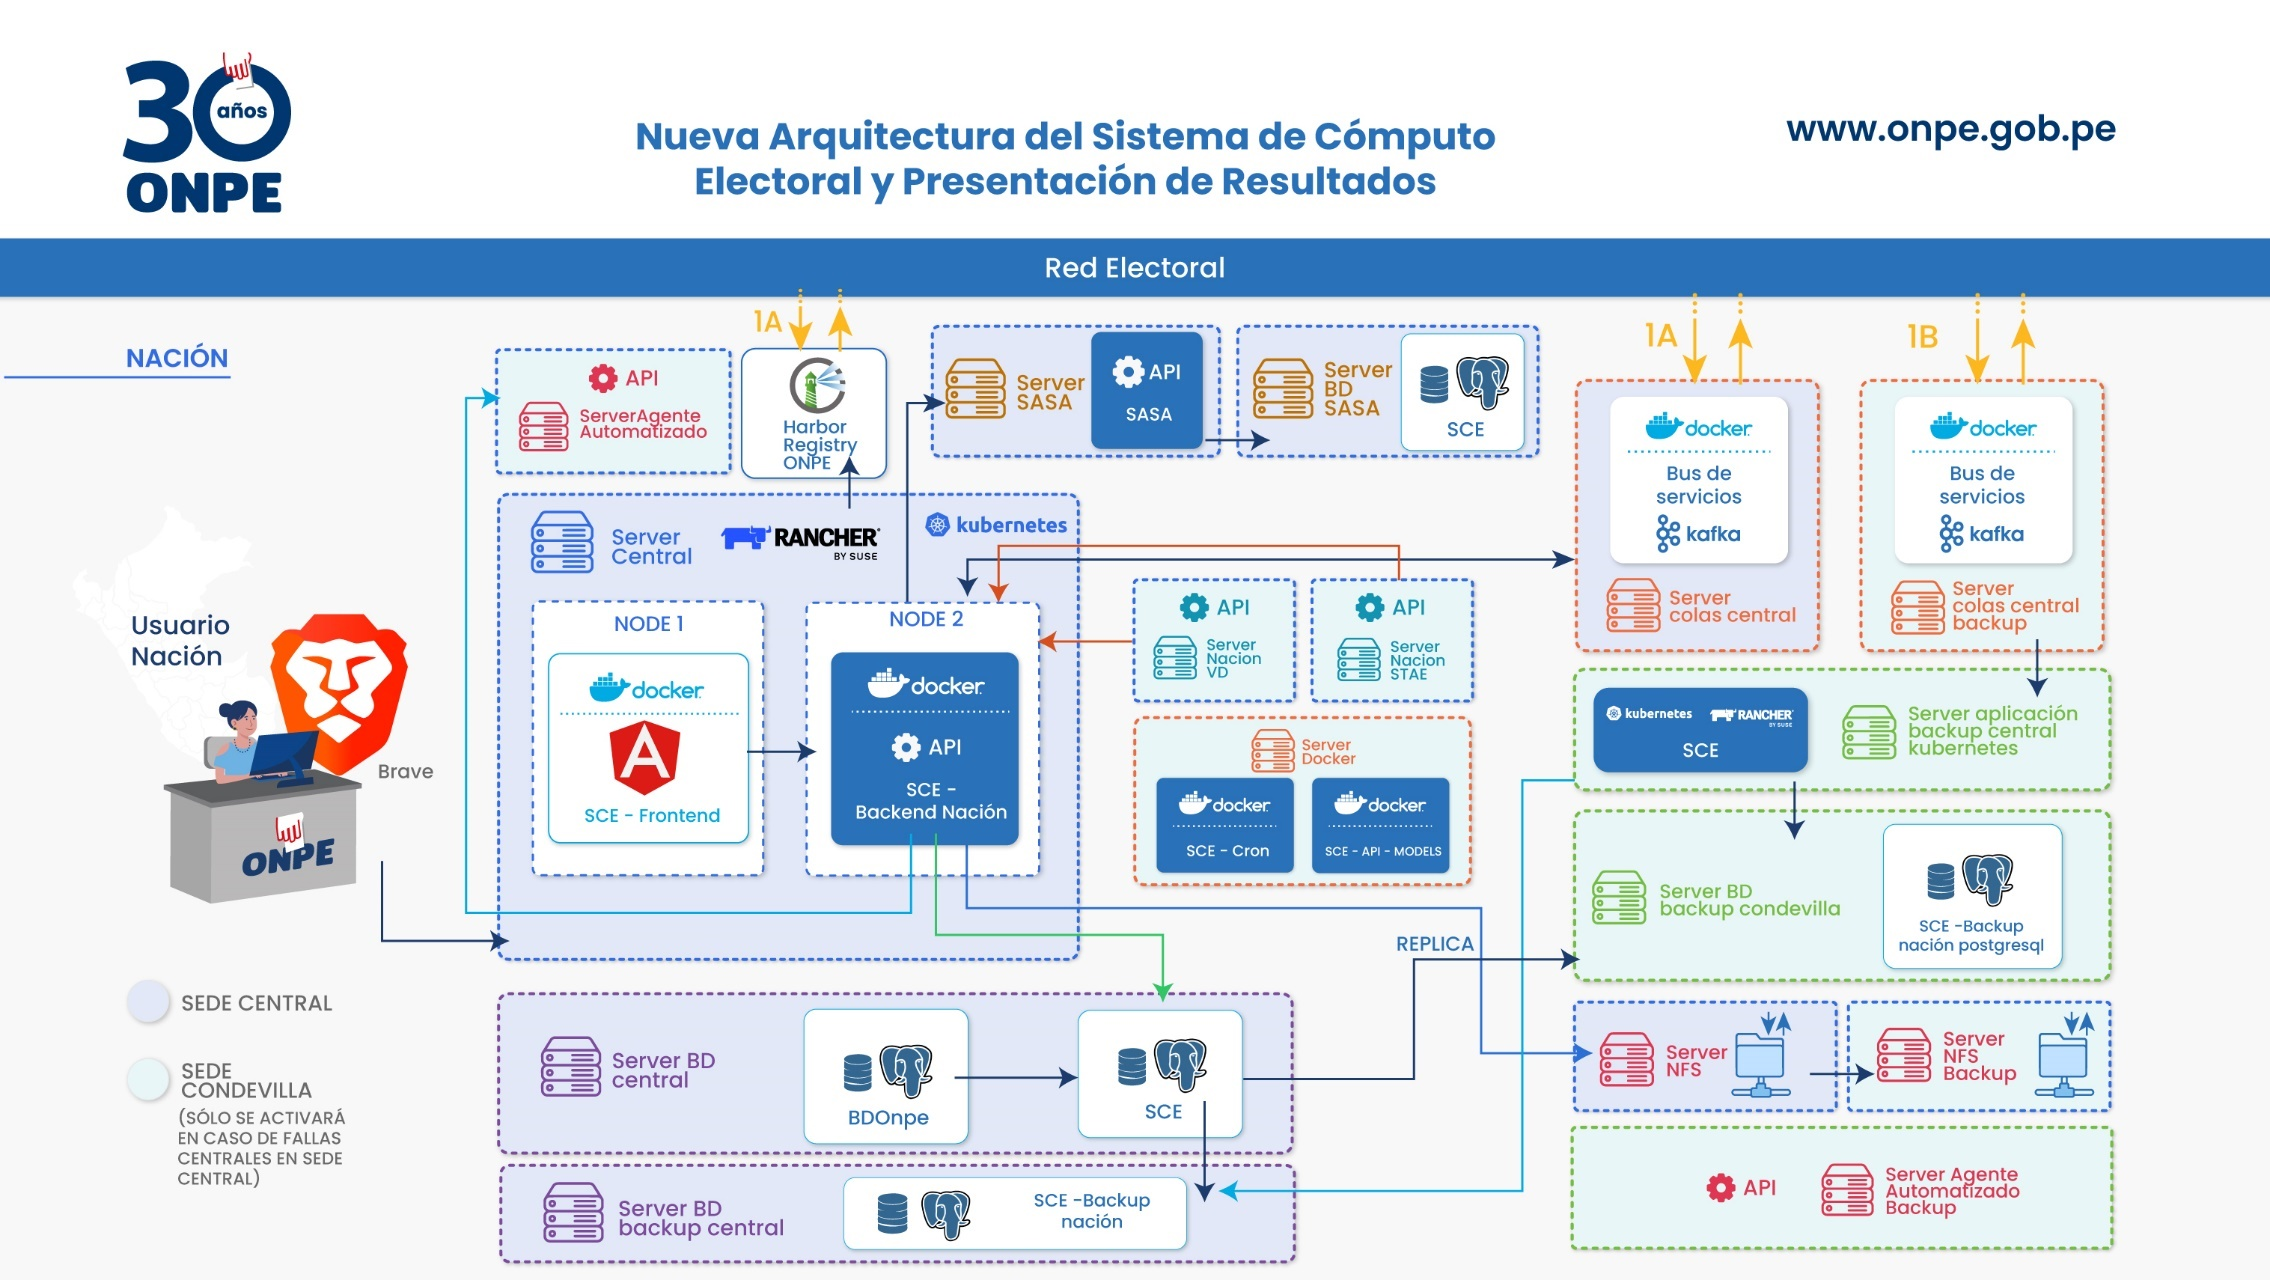 30
años
ONPE
Nueva Arquitectura del Sistema de Cómputo
Electoral y Presentación de Resultados
www.onpe.gob.pe
Red Electoral
NACIÓN
1A
1A
1B
API
ServerAgente
Automatizado
Harbor
Registry
ONPE
Server
SASA
API
SASA
Server
BD
SASA
SCE
docker
Bus de
servicios
kafka
Server
colas central
docker
Bus de
servicios
kafka
Server
colas central
backup
Server
Central
RANCHER
BY SUSE
kubernetes
NODE 1
docker
SCE - Frontend
NODE 2
docker
API
SCE -
Backend Nación
API
Server
Nacion
VD
API
Server
Nacion
STAE
Server
Docker
docker
SCE - Cron
docker
SCE - API - MODELS
Usuario
Nación
Brave
ONPE
kubernetes
RANCHER
BY SUSE
SCE
Server aplicación
backup central
kubernetes
Server BD
backup condevilla
SCE -Backup
nación postgresql
REPLICA
SEDE CENTRAL
SEDE
CONDEVILLA
(SÓLO SE ACTIVARÁ
EN CASO DE FALLAS
CENTRALES EN SEDE
CENTRAL)
Server BD
central
BDOnpe
SCE
Server BD
backup central
SCE -Backup
nación
Server
NFS
Server
NFS
Backup
API
Server Agente
Automatizado
Backup